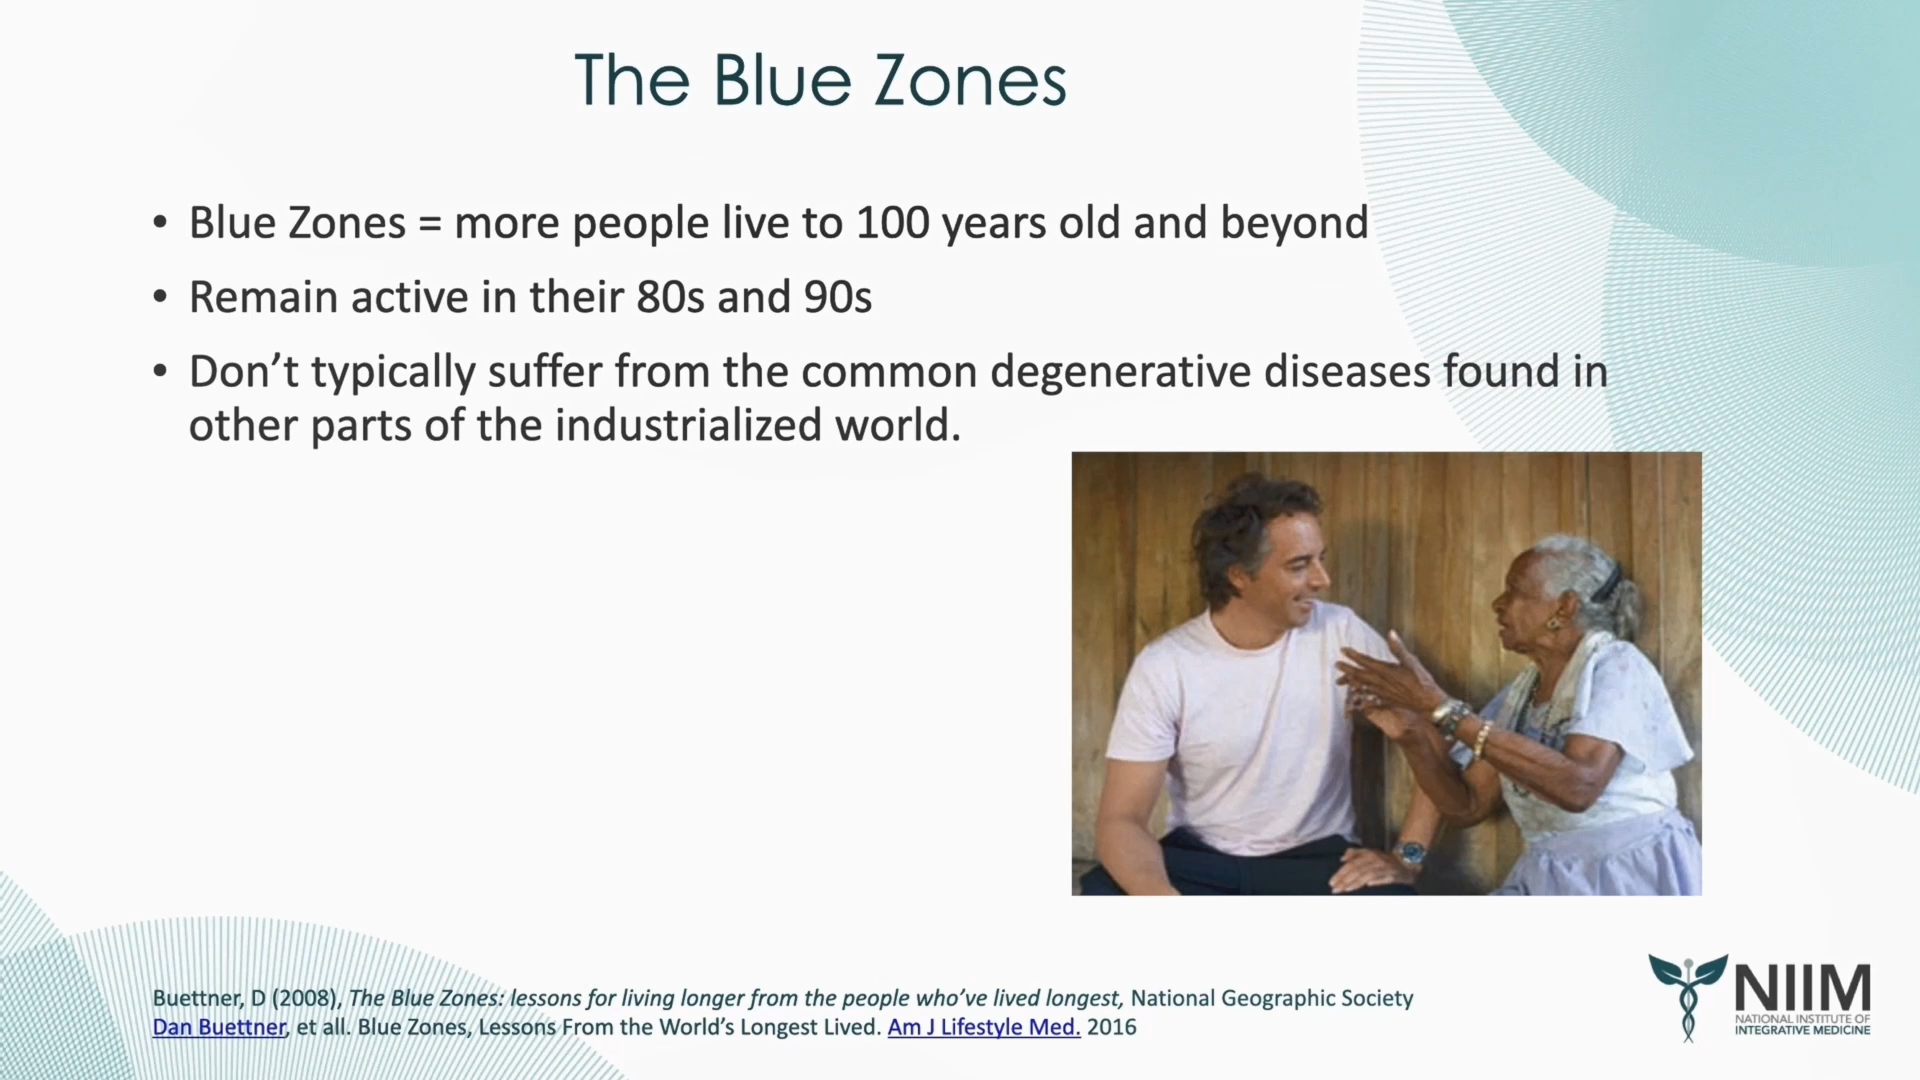 The Blue Zones
• Blue Zones = more people live to 100 years old and beyond
• Remain active in their 80s and 90s
• Don’t typically suffer from the common degenerative diseases found in
other parts of the industrialized world.
Buettner, D (2008), The Blue Zones: lessons for living longer from the people who’ve lived longest, National Geographic Society
Dan Buettner, et all. Blue Zones, Lessons From the World’s Longest Lived. Am J Lifestyle Med. 2016
NIIM
NATIONAL INSTITUTE OF
INTEGRATIVE MEDICINE